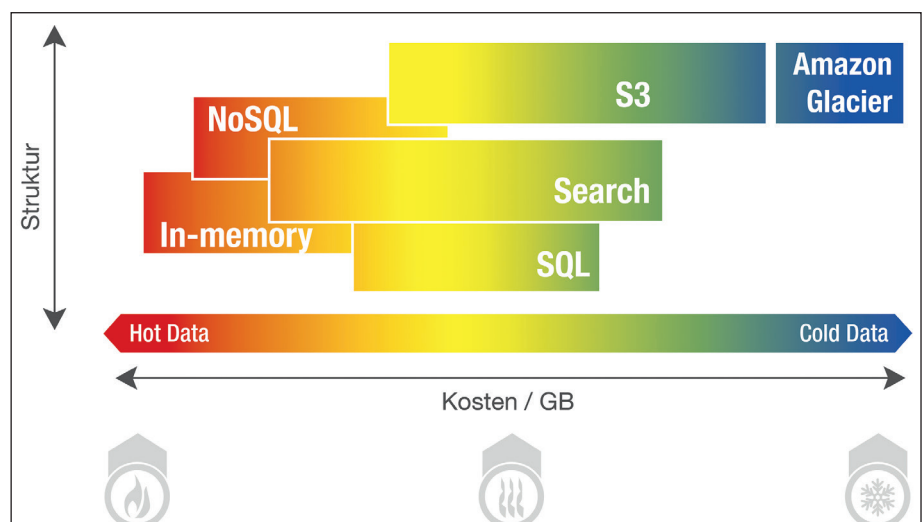 Struktur
S3
Amazon
Glacier
NoSQL
Search
In-memory
SQL
Hot Data
Cold Data
Kosten / GB